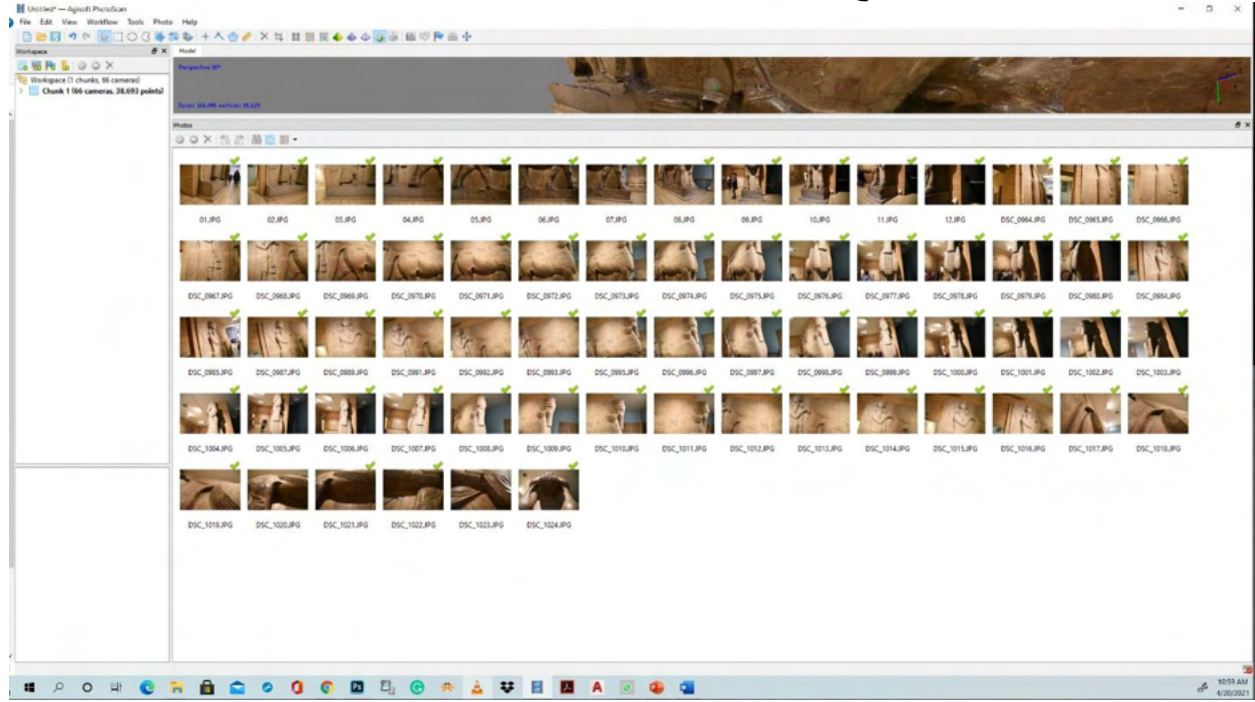 Untitled* — Agisoft PhotoScan
File Edit View Workflow Tools Photo Help
Workspace
Model
Workspace (1 chunks, 66 cameras)
Chunk 1 (66 cameras, 38,693 points)
Perspective 30°
Photos
01.JPG 02.JPG 03.JPG 04.JPG 05.JPG 06.JPG 07.JPG 08.JPG 09.JPG 10.JPG 11.JPG 12.JPG DSC_0964.JPG DSC_0965.JPG DSC_0966.JPG
DSC_0967.JPG DSC_0968.JPG DSC_0969.JPG DSC_0970.JPG DSC_0971.JPG DSC_0972.JPG DSC_0973.JPG DSC_0974.JPG DSC_0975.JPG DSC_0976.JPG DSC_0977.JPG DSC_0978.JPG DSC_0979.JPG DSC_0980.JPG DSC_0984.JPG
DSC_0985.JPG DSC_0987.JPG DSC_0989.JPG DSC_0991.JPG DSC_0992.JPG DSC_0993.JPG DSC_0995.JPG DSC_0996.JPG DSC_0997.JPG DSC_0998.JPG DSC_0999.JPG DSC_1000.JPG DSC_1001.JPG DSC_1002.JPG DSC_1003.JPG
DSC_1004.JPG DSC_1005.JPG DSC_1006.JPG DSC_1007.JPG DSC_1008.JPG DSC_1009.JPG DSC_1010.JPG DSC_1011.JPG DSC_1012.JPG DSC_1013.JPG DSC_1014.JPG DSC_1015.JPG DSC_1016.JPG DSC_1017.JPG DSC_1018.JPG
DSC_1019.JPG DSC_1020.JPG DSC_1021.JPG DSC_1022.JPG DSC_1023.JPG DSC_1024.JPG
10:59 AM
4/20/2021